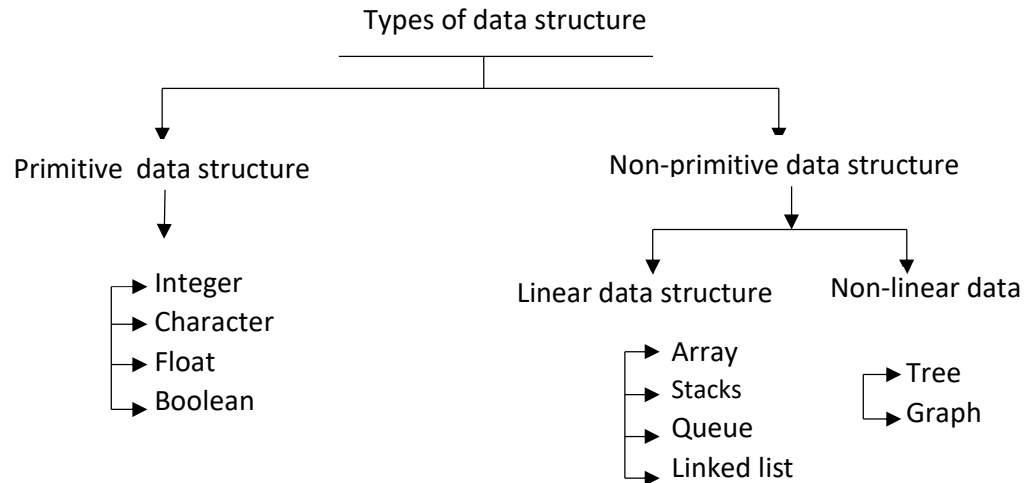 Types of data structure
Primitive  data structure
Non-primitive data structure
Integer
Character
Float
Boolean
Linear data structure
Array
Stacks
Queue
Linked list
Non-linear data
Tree
Graph